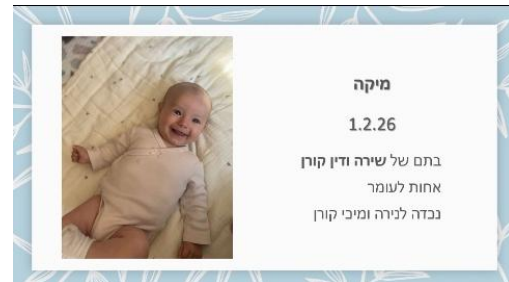 מיקה
1.2.26
בתם של שירה ודין קורן
אחות לעומר
נכדה לנירה ומיכי קורן